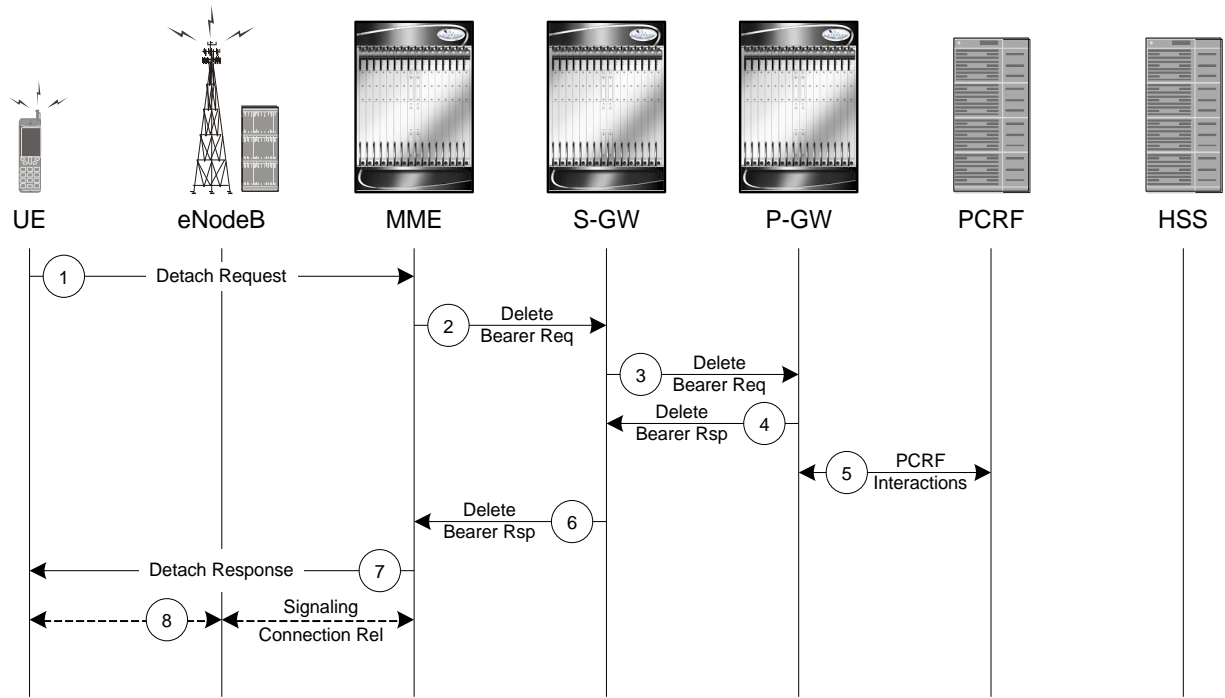 UE
eNodeB
MME
S-GW
P-GW
PCRF
HSS
1
Detach Request
2
Delete
Bearer Req
3
Delete
Bearer Req
Delete
Bearer Rsp
4
5
PCRF
Interactions
Delete
Bearer Rsp
6
Detach Response
7
8
Signaling
Connection Rel